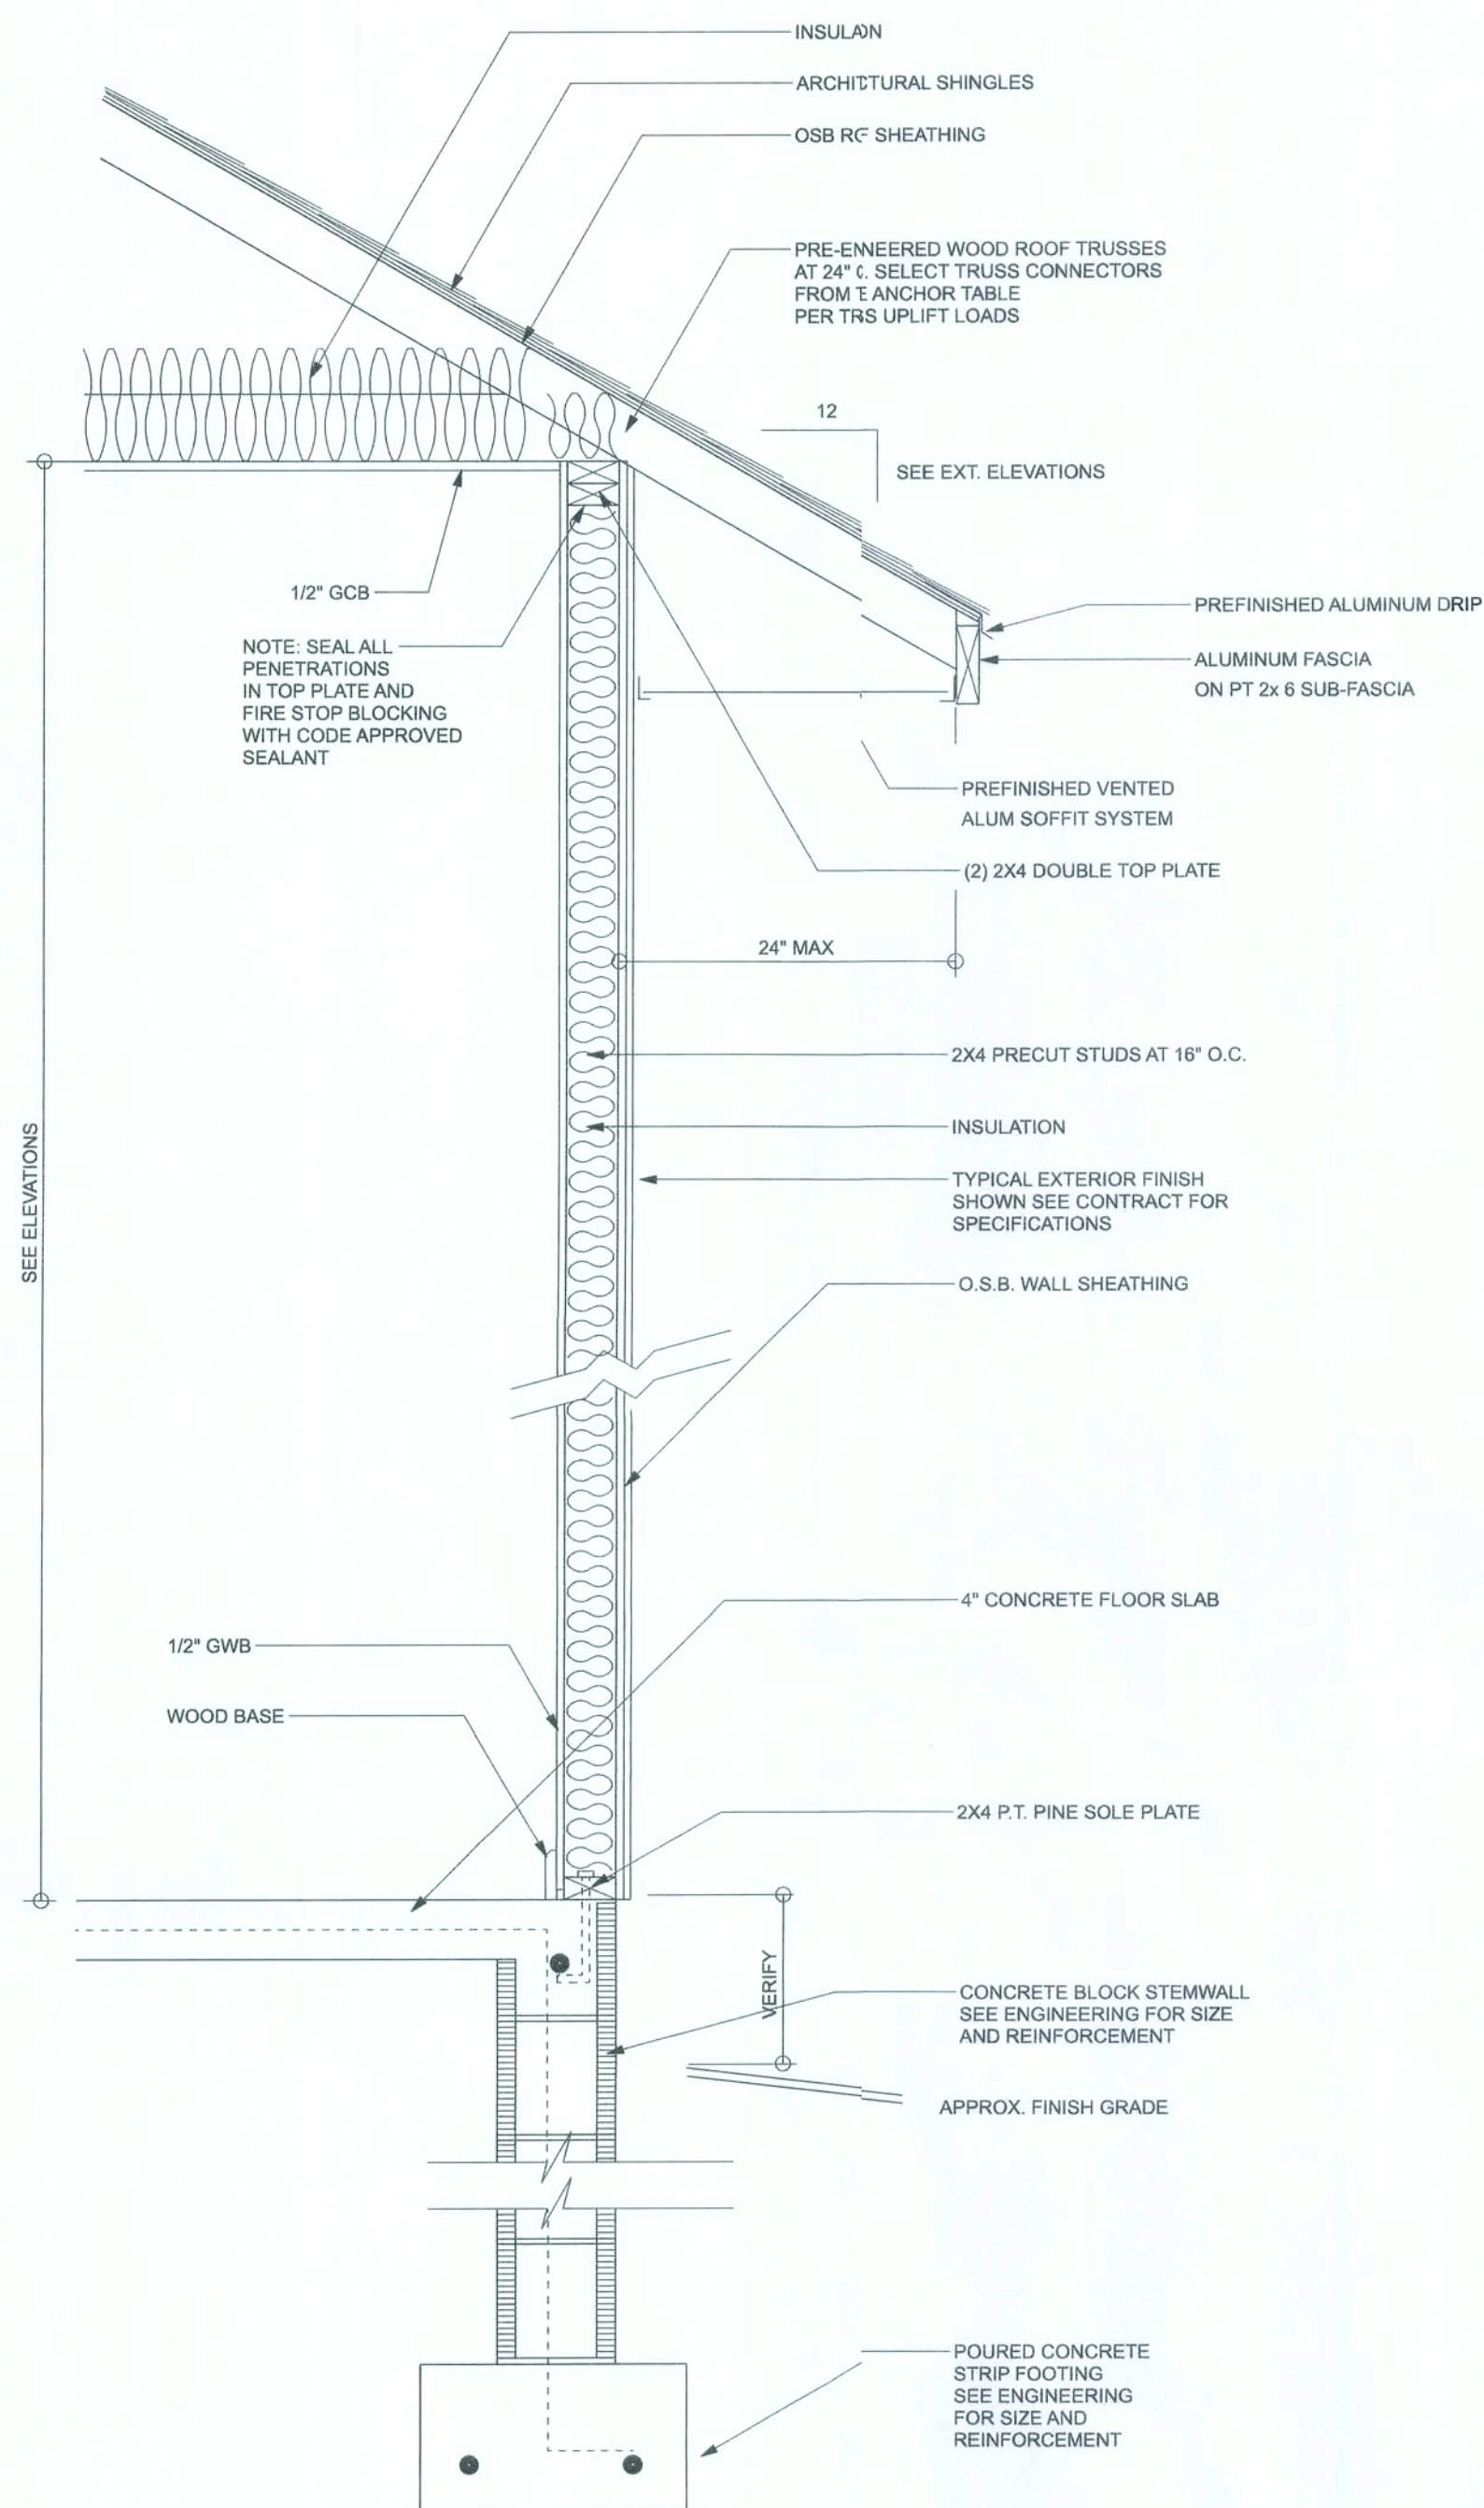 INSULAON
ARCHITTURAL SHINGLES
OSB ROF SHEATHING
PRE-ENNEERED WOOD ROOF TRUSSES
AT 24" C. SELECT TRUSS CONNECTORS
FROM E ANCHOR TABLE
PER TRS UPLIFT LOADS
12
SEE EXT. ELEVATIONS
1/2" GCB
PREFINISHED ALUMINUM DRIP
NOTE: SEAL ALL
PENETRATIONS
IN TOP PLATE AND
FIRE STOP BLOCKING
WITH CODE APPROVED
SEALANT
ALUMINUM FASCIA
ON PT 2x 6 SUB-FASCIA
PREFINISHED VENTED
ALUM SOFFIT SYSTEM
(2) 2X4 DOUBLE TOP PLATE
24" MAX
2X4 PRECUT STUDS AT 16" O.C.
INSULATION
SEE ELEVATIONS
TYPICAL EXTERIOR FINISH
SHOWN SEE CONTRACT FOR
SPECIFICATIONS
O.S.B. WALL SHEATHING
4" CONCRETE FLOOR SLAB
1/2" GWB
WOOD BASE
2X4 P.T. PINE SOLE PLATE
VERIFY
CONCRETE BLOCK STEMWALL
SEE ENGINEERING FOR SIZE
AND REINFORCEMENT
APPROX. FINISH GRADE
POURED CONCRETE
STRIP FOOTING
SEE ENGINEERING
FOR SIZE AND
REINFORCEMENT